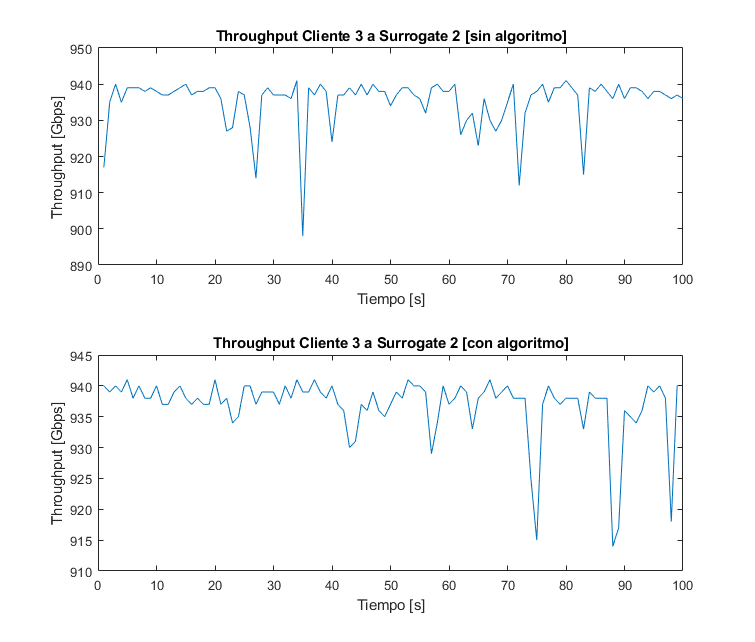 Throughput Cliente 3 a Surrogate 2 [sin algoritmo]
950
940
930
920
910
900
890
Throughput [Gbps]
0 10 20 30 40 50 60 70 80 90 100
Tiempo [s]
Throughput Cliente 3 a Surrogate 2 [con algoritmo]
945
940
935
930
925
920
915
910
Throughput [Gbps]
0 10 20 30 40 50 60 70 80 90 100
Tiempo [s]